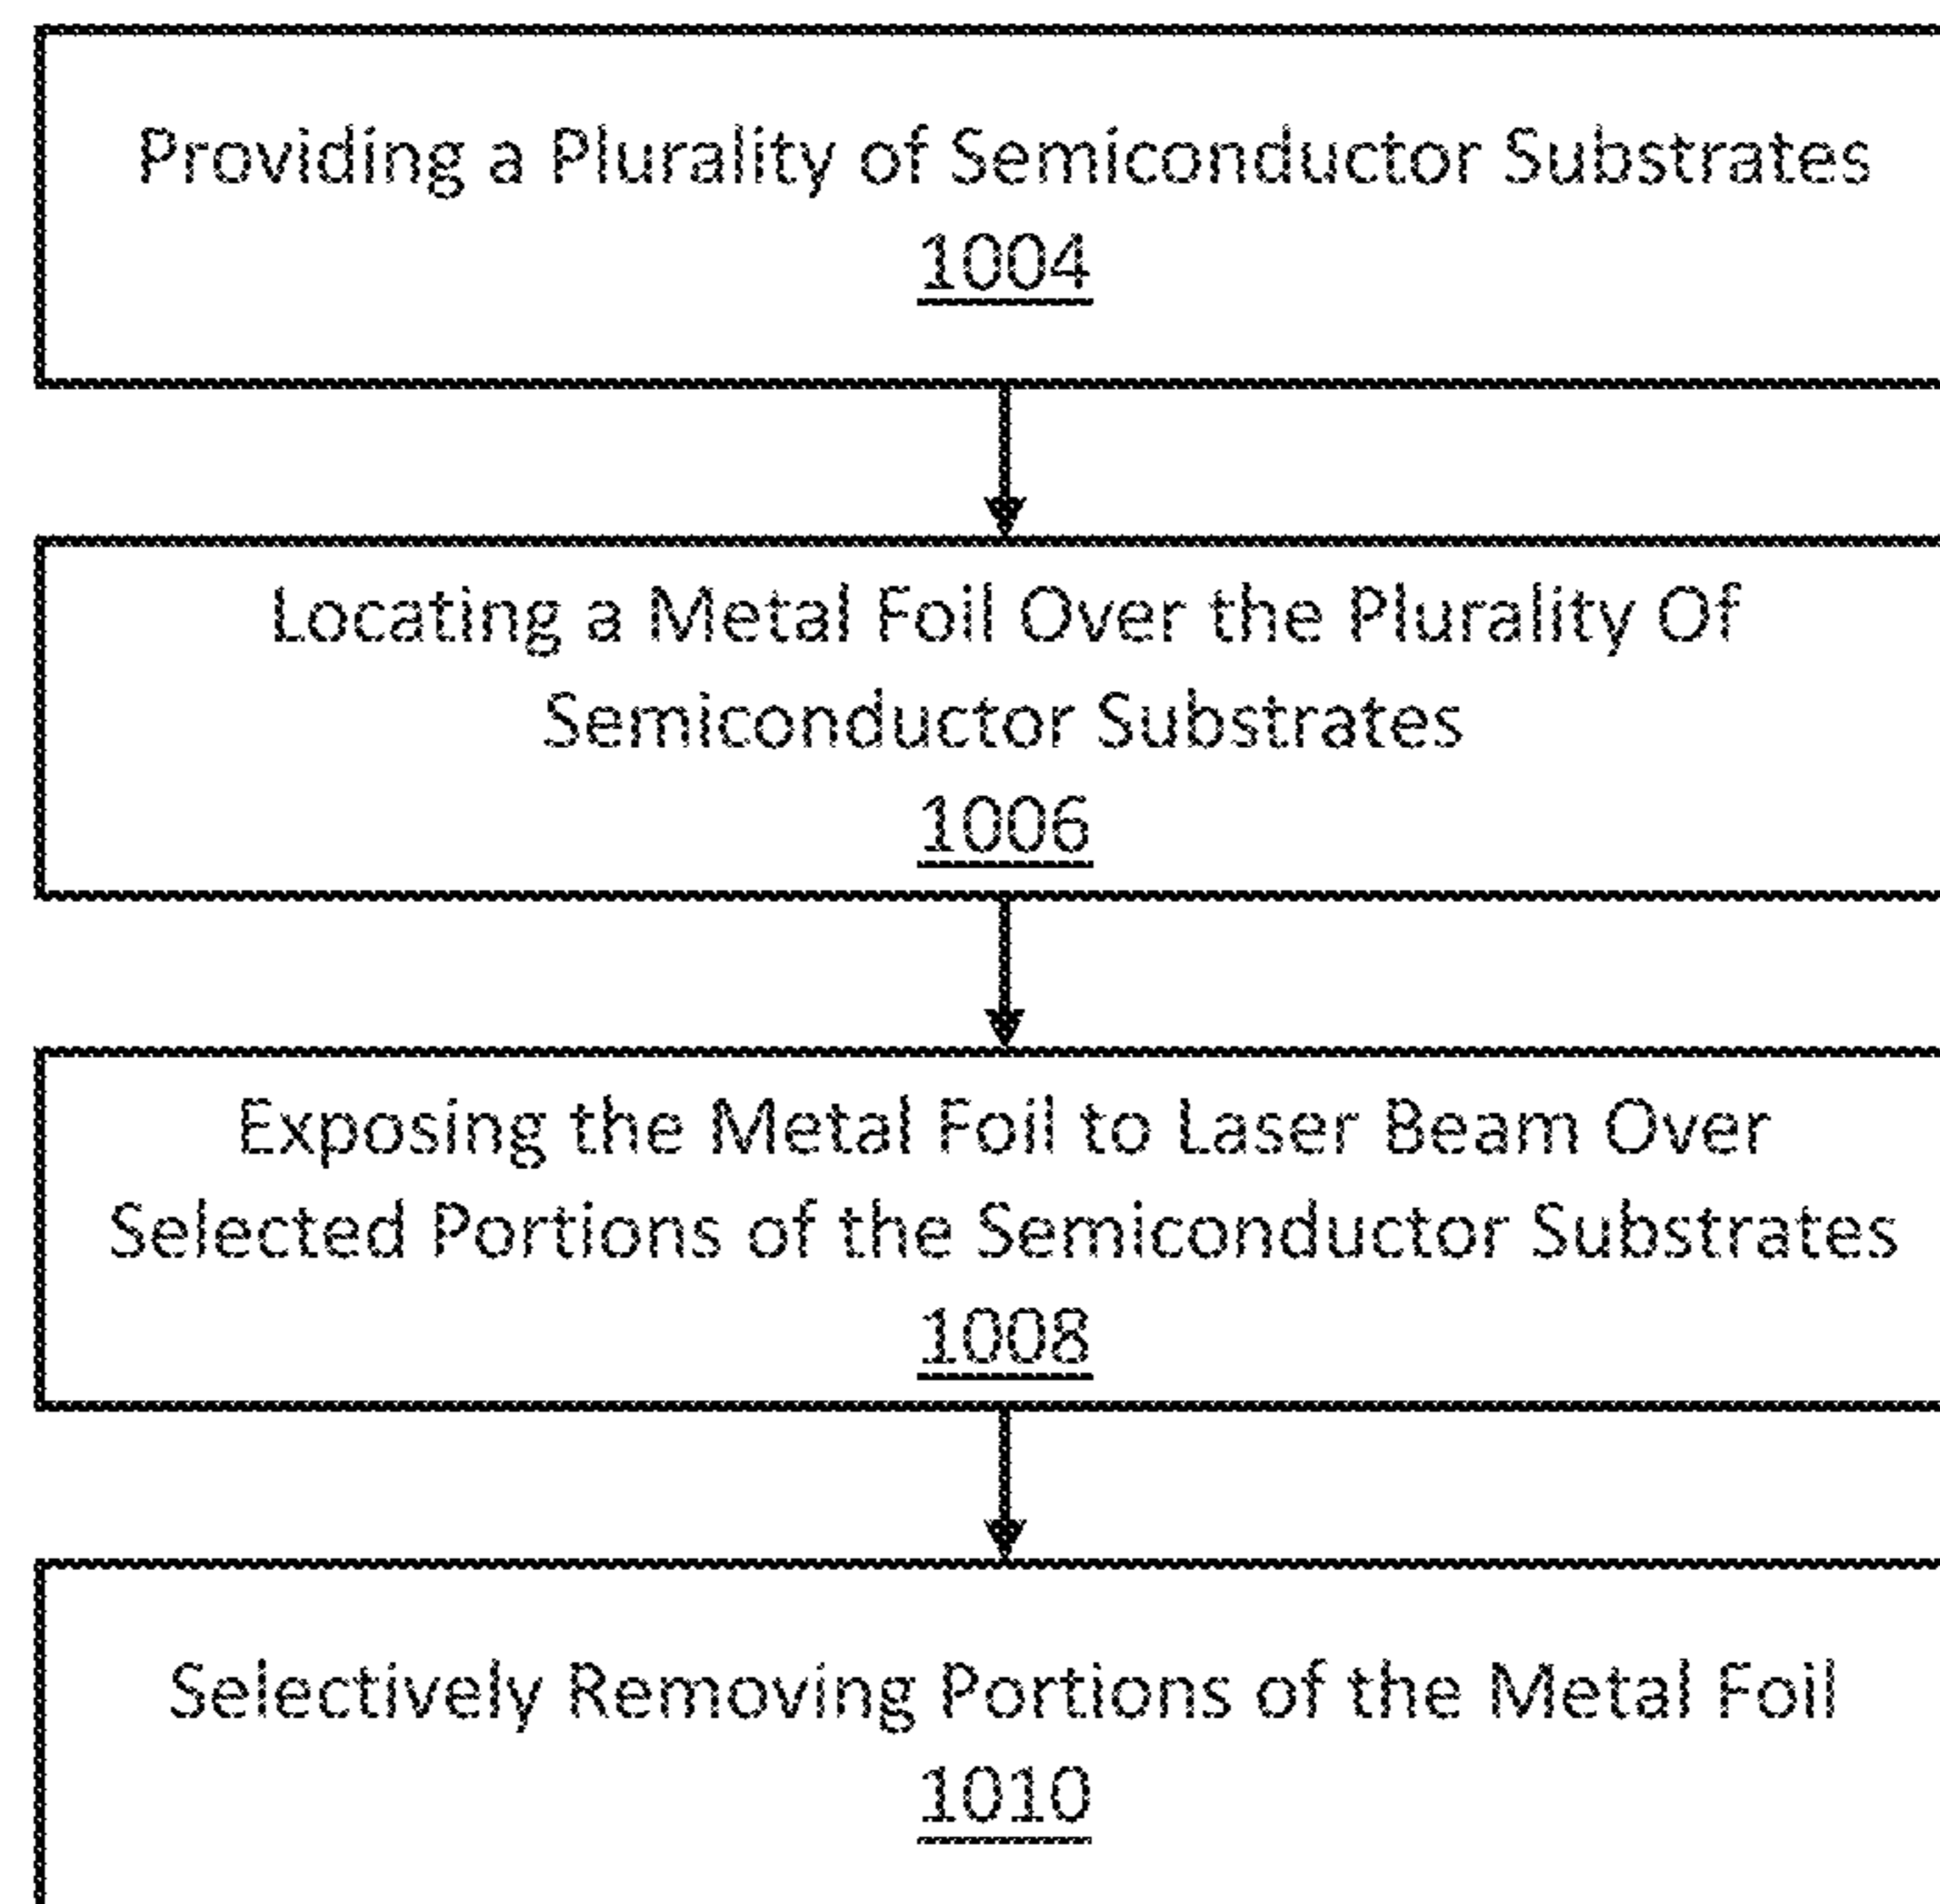 Providing a Plurality of Semiconductor Substrates
1004
Locating a Metal Foil Over the Plurality Of
Semiconductor Substrates
1006
Exposing the Metal Foil to Laser Beam Over
Selected Portions of the Semiconductor Substrates
1008
Selectively Removing Portions of the Metal Foil
1010